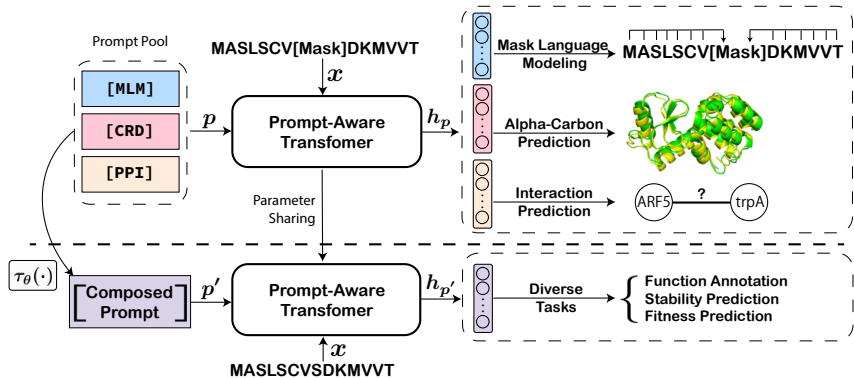 Prompt Pool
[MLM]
[CRD]
[PPI]
MASLSCV[Mask]DKMVVT
x
p
Prompt-Aware
Transfomer
h_p
Mask Language
Modeling
MASLSCV[Mask]DKMVVT
Alpha-Carbon
Prediction
Interaction
Prediction
ARF5
?
trpA
Parameter
Sharing
τ_θ(·)
[Composed
Prompt]
p′
Prompt-Aware
Transfomer
h_p′
x
MASLSCVSDKMVVT
Diverse
Tasks
{
Function Annotation
Stability Prediction
Fitness Prediction